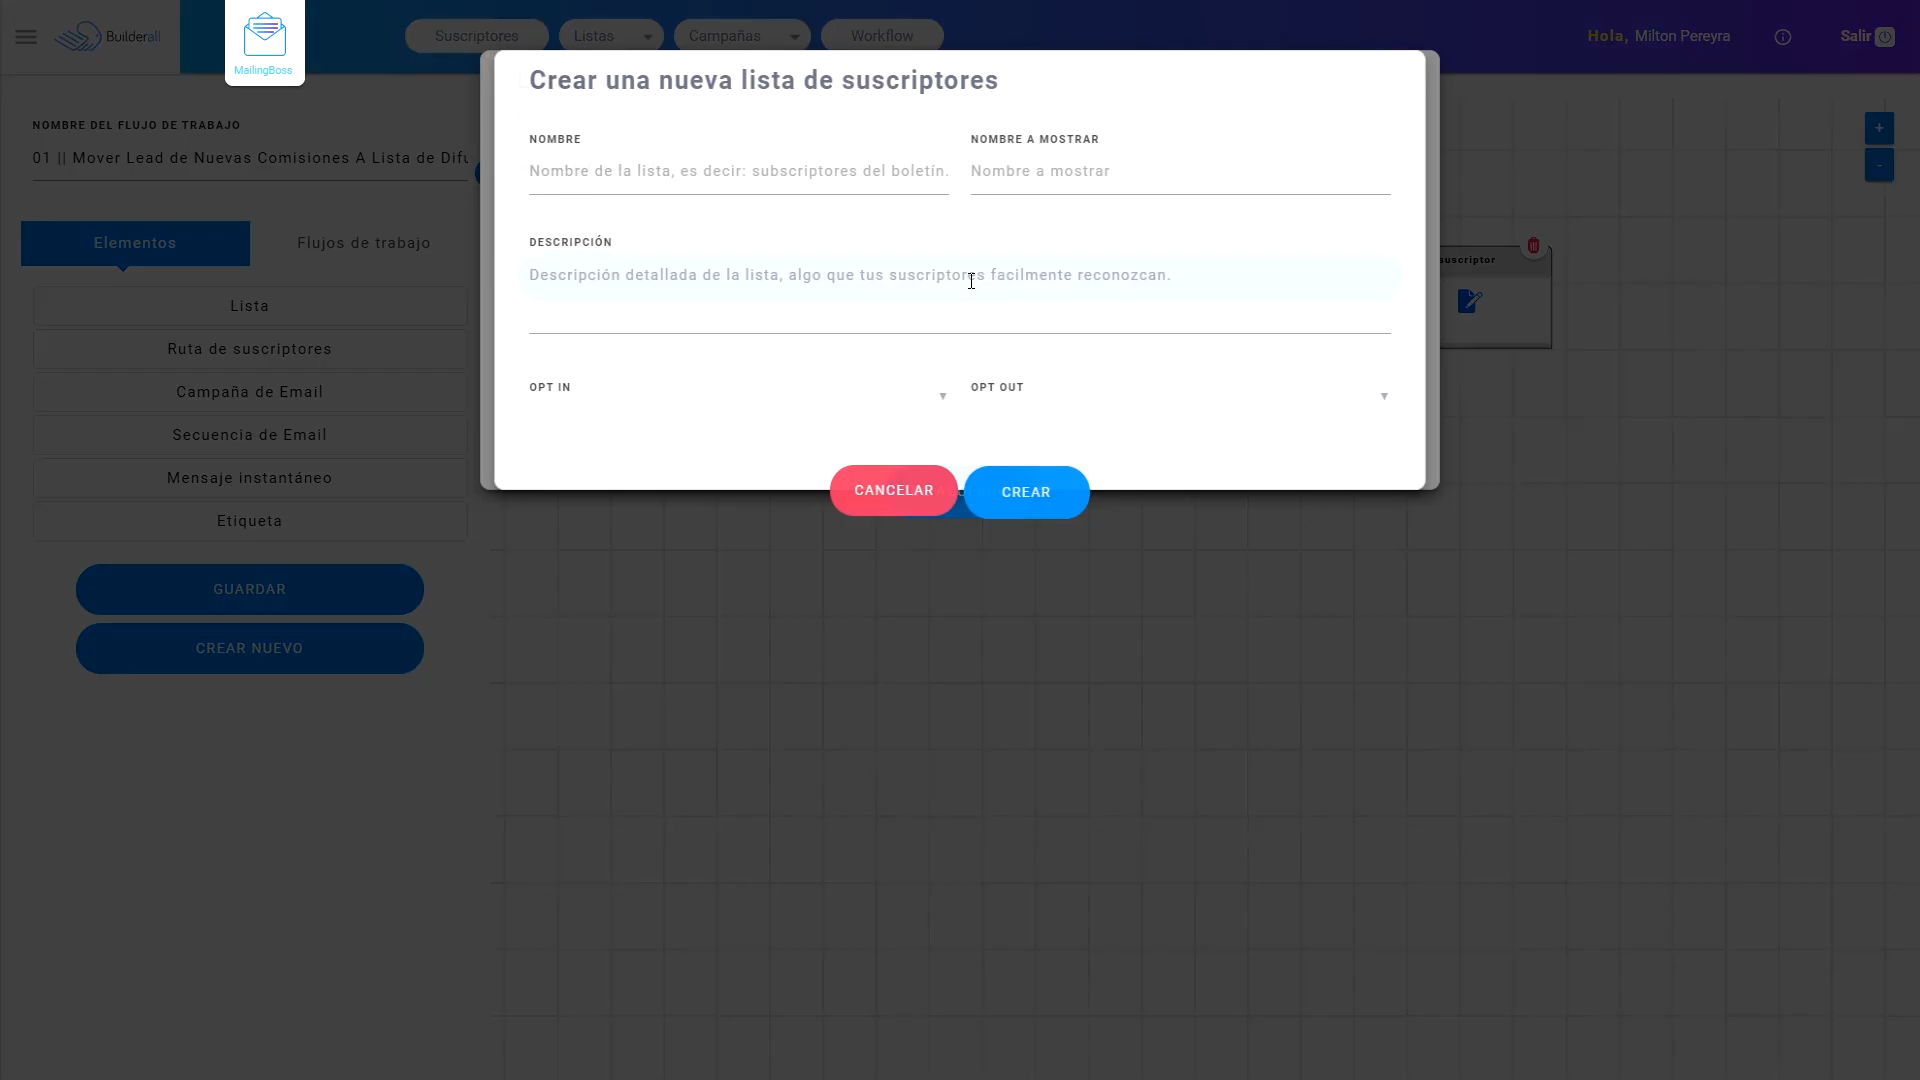 Builderall
MailingBoss
Suscriptores
Listas
Campañas
Workflow
Hola, Milton Pereyra
Salir
NOMBRE DEL FLUJO DE TRABAJO
01 || Mover Lead de Nuevas Comisiones A Lista de Difu
Elementos
Flujos de trabajo
Lista
Ruta de suscriptores
Campaña de Email
Secuencia de Email
Mensaje instantáneo
Etiqueta
GUARDAR
CREAR NUEVO
Crear una nueva lista de suscriptores
NOMBRE
NOMBRE A MOSTRAR
Nombre de la lista, es decir: subscriptores del boletín.
Nombre a mostrar
DESCRIPCIÓN
Descripción detallada de la lista, algo que tus suscriptores facilmente reconozcan.
OPT IN
OPT OUT
CANCELAR
CREAR
suscriptor
+
-